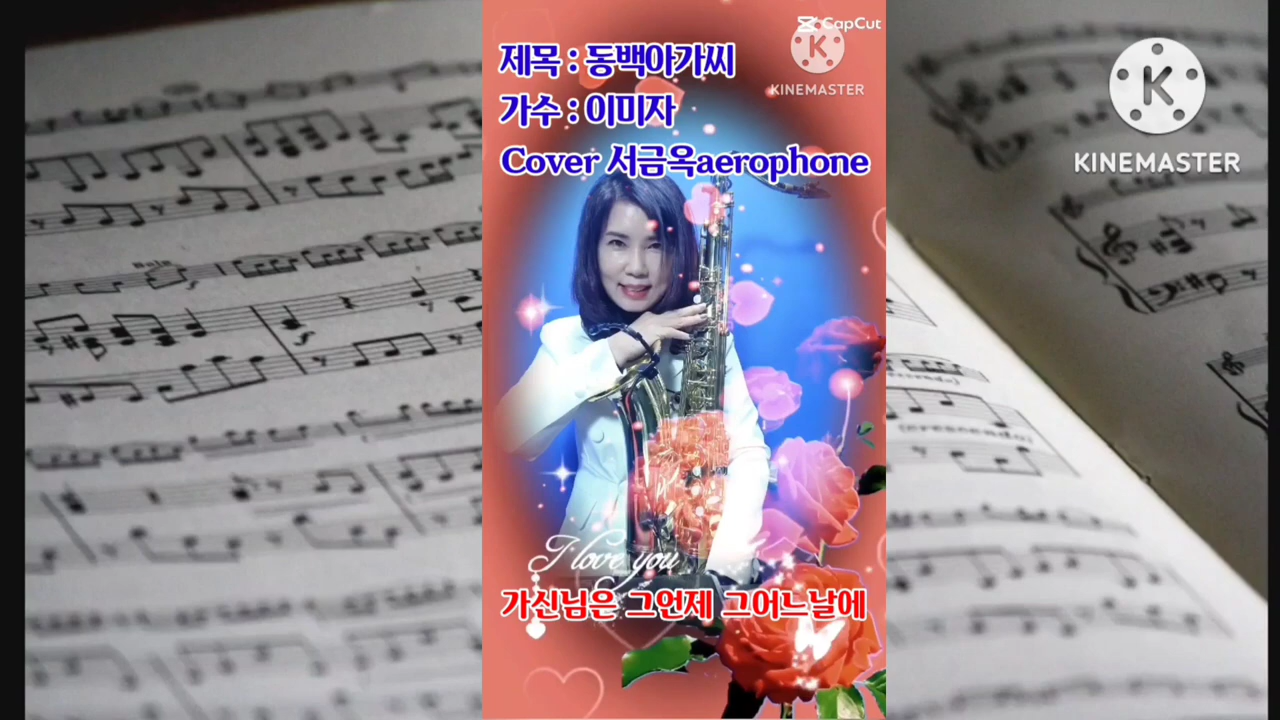 CapCut
KINEMASTER
KINEMASTER
제목 : 동백아가씨
가수 : 이미자
Cover 서금옥aerophone
I love you
가신님은 그언제 그어느날에
(crescendo)